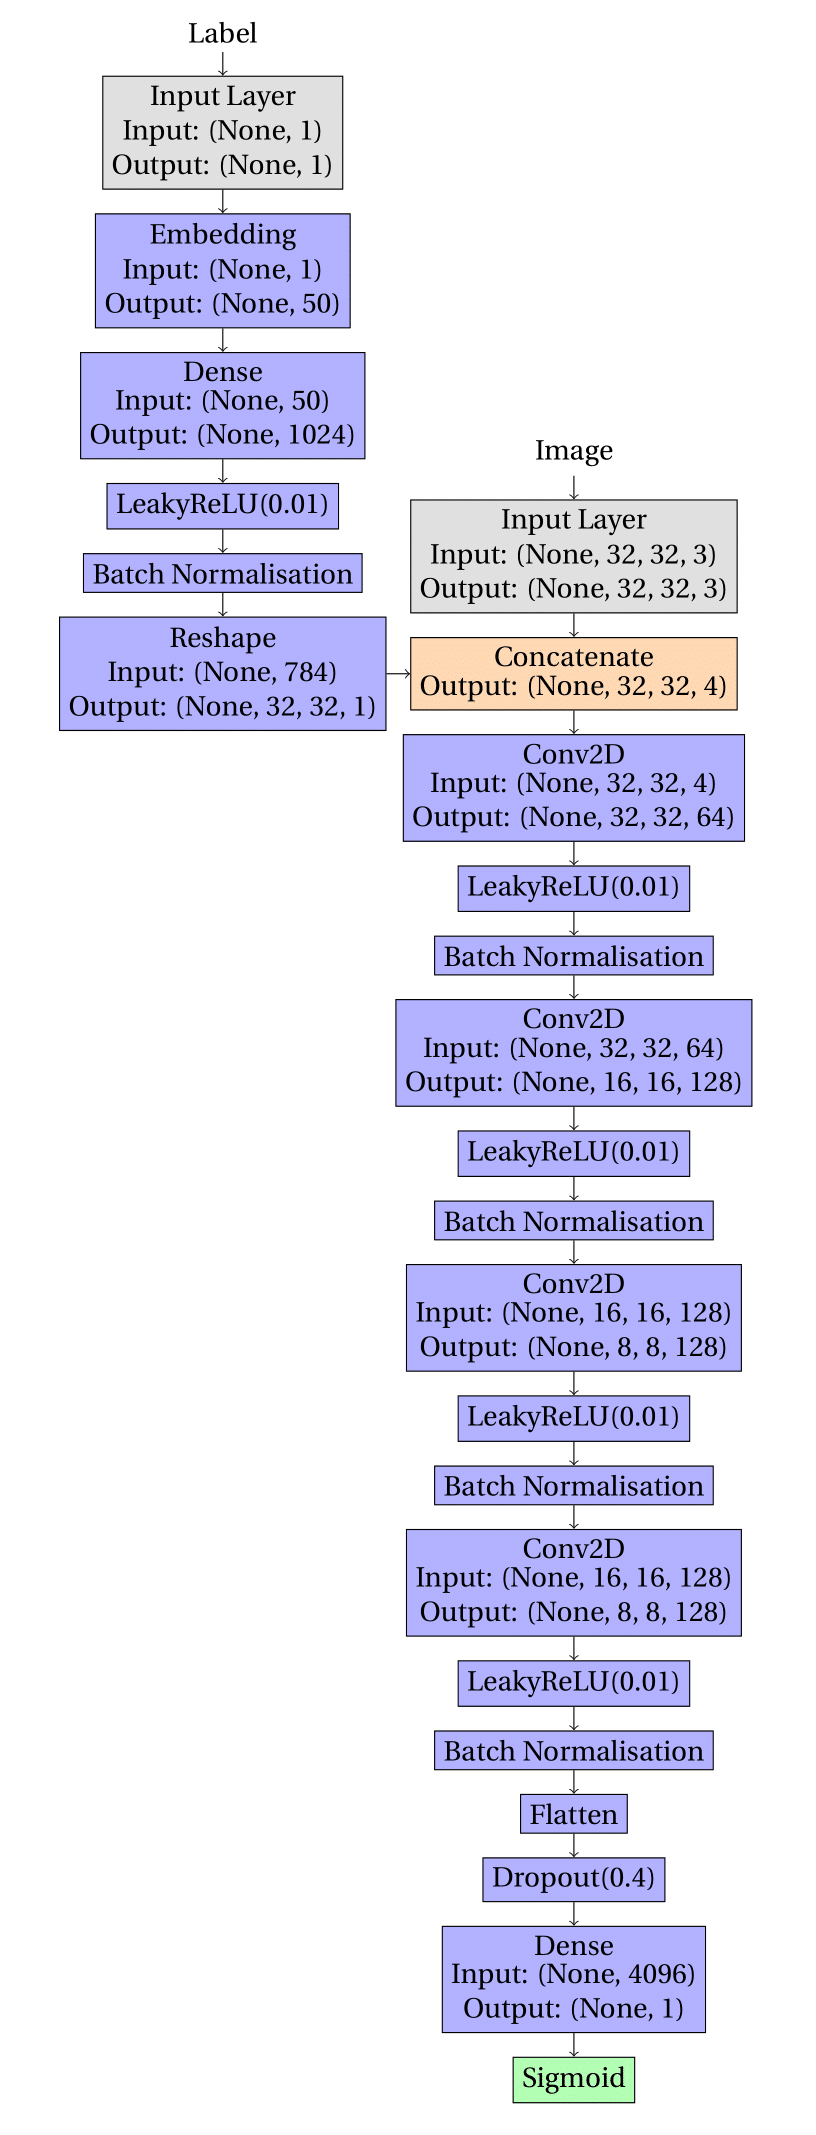 Label
Input Layer
Input: (None, 1)
Output: (None, 1)
Embedding
Input: (None, 1)
Output: (None, 50)
Dense
Input: (None, 50)
Output: (None, 1024)
LeakyReLU(0.01)
Batch Normalisation
Reshape
Input: (None, 784)
Output: (None, 32, 32, 1)
Image
Input Layer
Input: (None, 32, 32, 3)
Output: (None, 32, 32, 3)
Concatenate
Output: (None, 32, 32, 4)
Conv2D
Input: (None, 32, 32, 4)
Output: (None, 32, 32, 64)
LeakyReLU(0.01)
Batch Normalisation
Conv2D
Input: (None, 32, 32, 64)
Output: (None, 16, 16, 128)
LeakyReLU(0.01)
Batch Normalisation
Conv2D
Input: (None, 16, 16, 128)
Output: (None, 8, 8, 128)
LeakyReLU(0.01)
Batch Normalisation
Conv2D
Input: (None, 16, 16, 128)
Output: (None, 8, 8, 128)
LeakyReLU(0.01)
Batch Normalisation
Flatten
Dropout(0.4)
Dense
Input: (None, 4096)
Output: (None, 1)
Sigmoid